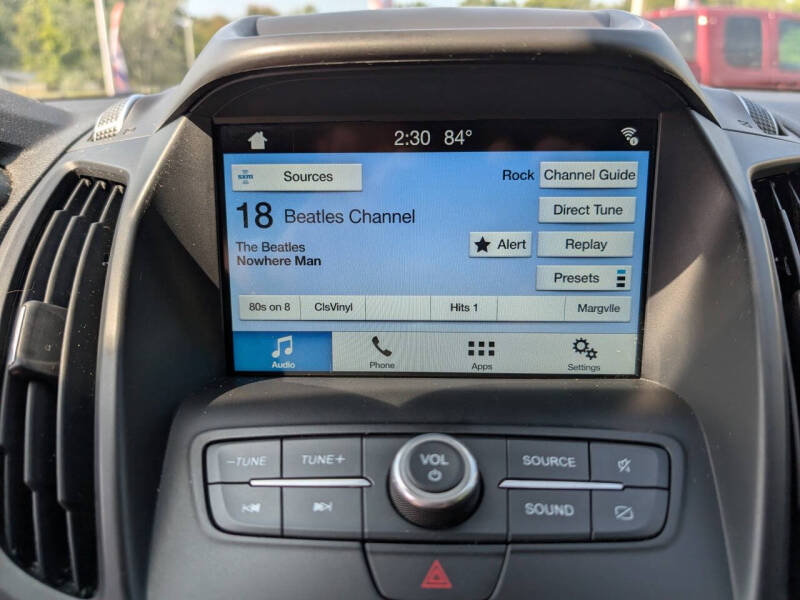 2:30 84°
sxm Sources
Rock Channel Guide
18 Beatles Channel
Direct Tune
The Beatles
Nowhere Man
Alert
Replay
Presets
80s on 8 ClsVinyl Hits 1 Margvlle
Audio Phone Apps Settings
−TUNE TUNE+ VOL SOURCE
SOUND